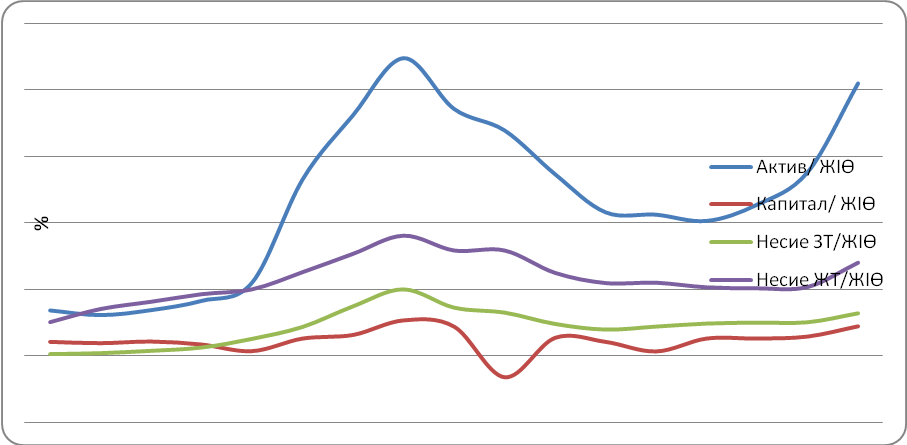 %
Актив/ ЖІӨ
Капитал/ ЖІӨ
Несие ЗТ/ЖІӨ
Несие ЖТ/ЖІӨ